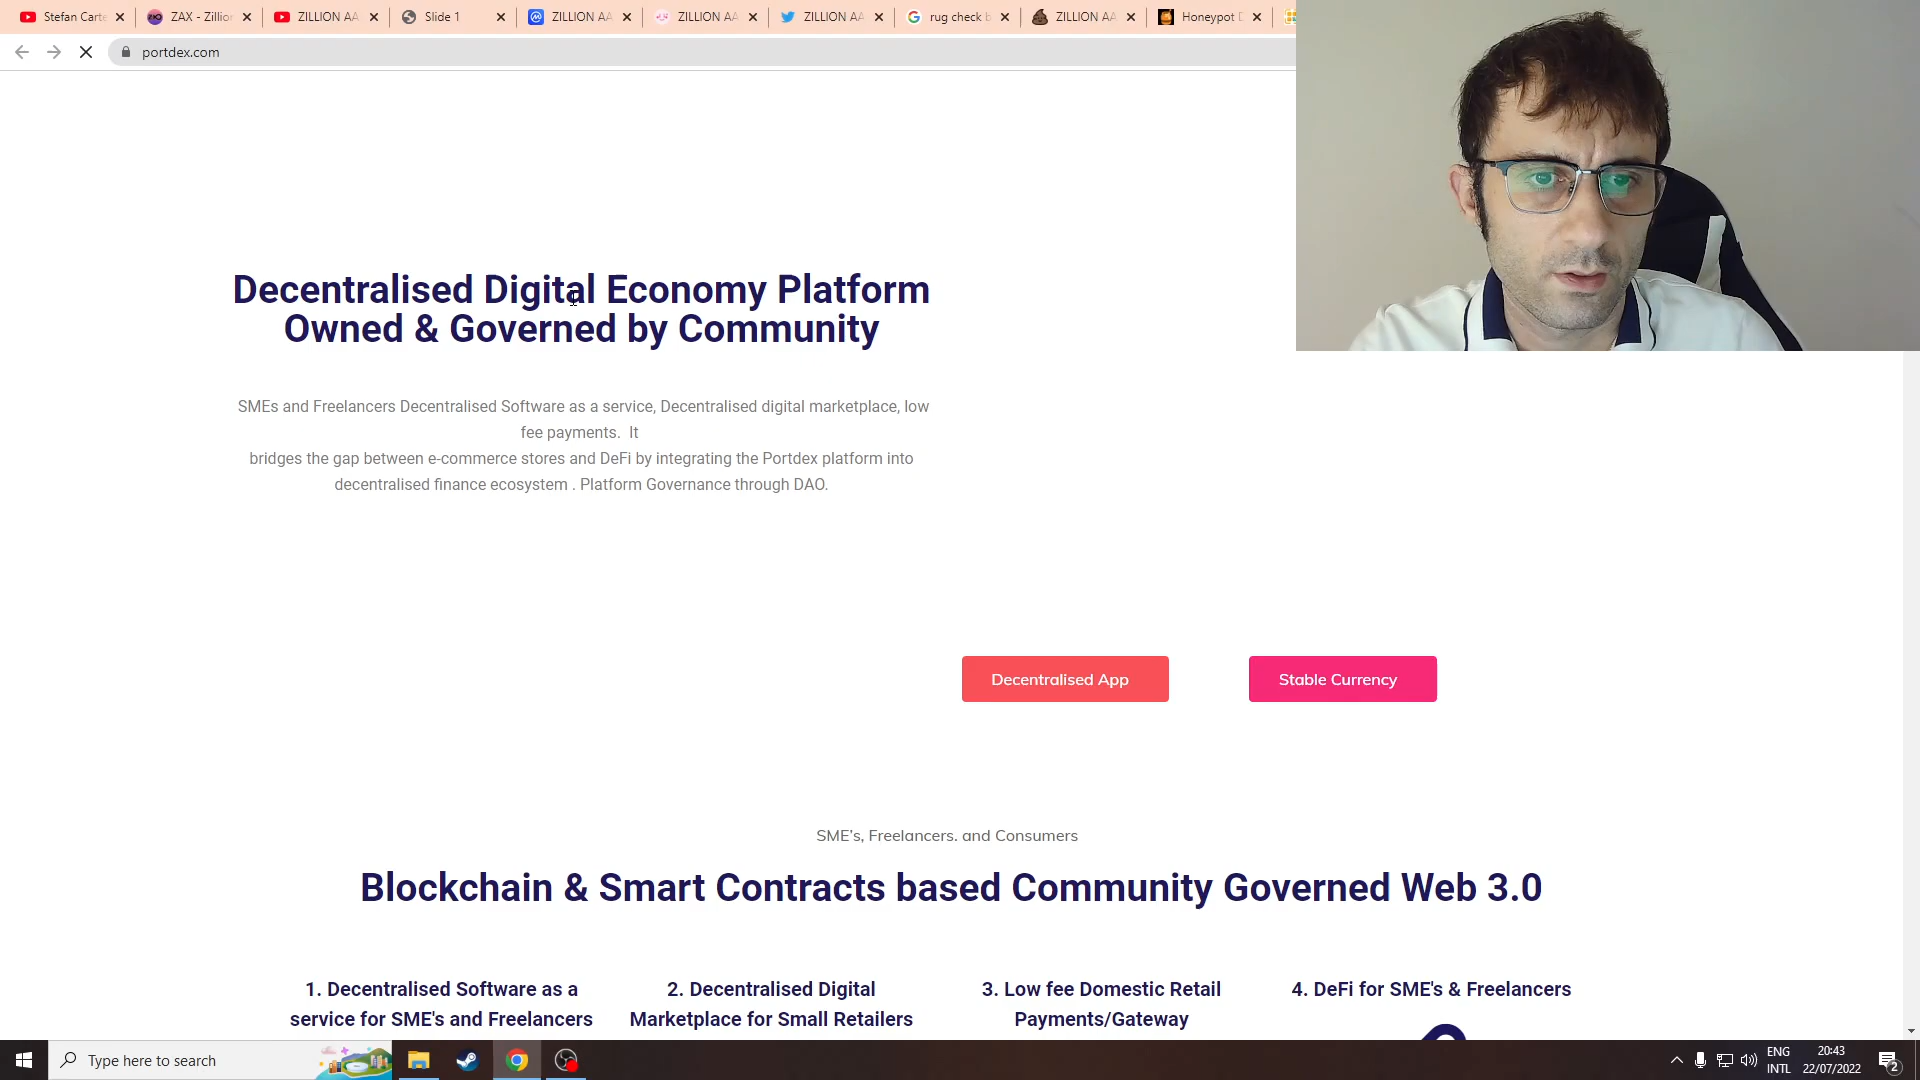 Stefan Carte
ZAX - Zillion
ZILLION AA
Slide 1
ZILLION AA
ZILLION AA
ZILLION AA
rug check b
ZILLION AA
Honeypot D
portdex.com
Decentralised Digital Economy Platform
Owned & Governed by Community
SMEs and Freelancers Decentralised Software as a service, Decentralised digital marketplace, low
fee payments. It
bridges the gap between e-commerce stores and DeFi by integrating the Portdex platform into
decentralised finance ecosystem . Platform Governance through DAO.
Decentralised App
Stable Currency
SME's, Freelancers. and Consumers
Blockchain & Smart Contracts based Community Governed Web 3.0
1. Decentralised Software as a
service for SME's and Freelancers
2. Decentralised Digital
Marketplace for Small Retailers
3. Low fee Domestic Retail
Payments/Gateway
4. DeFi for SME's & Freelancers
Type here to search
ENG
INTL
20:43
22/07/2022
2